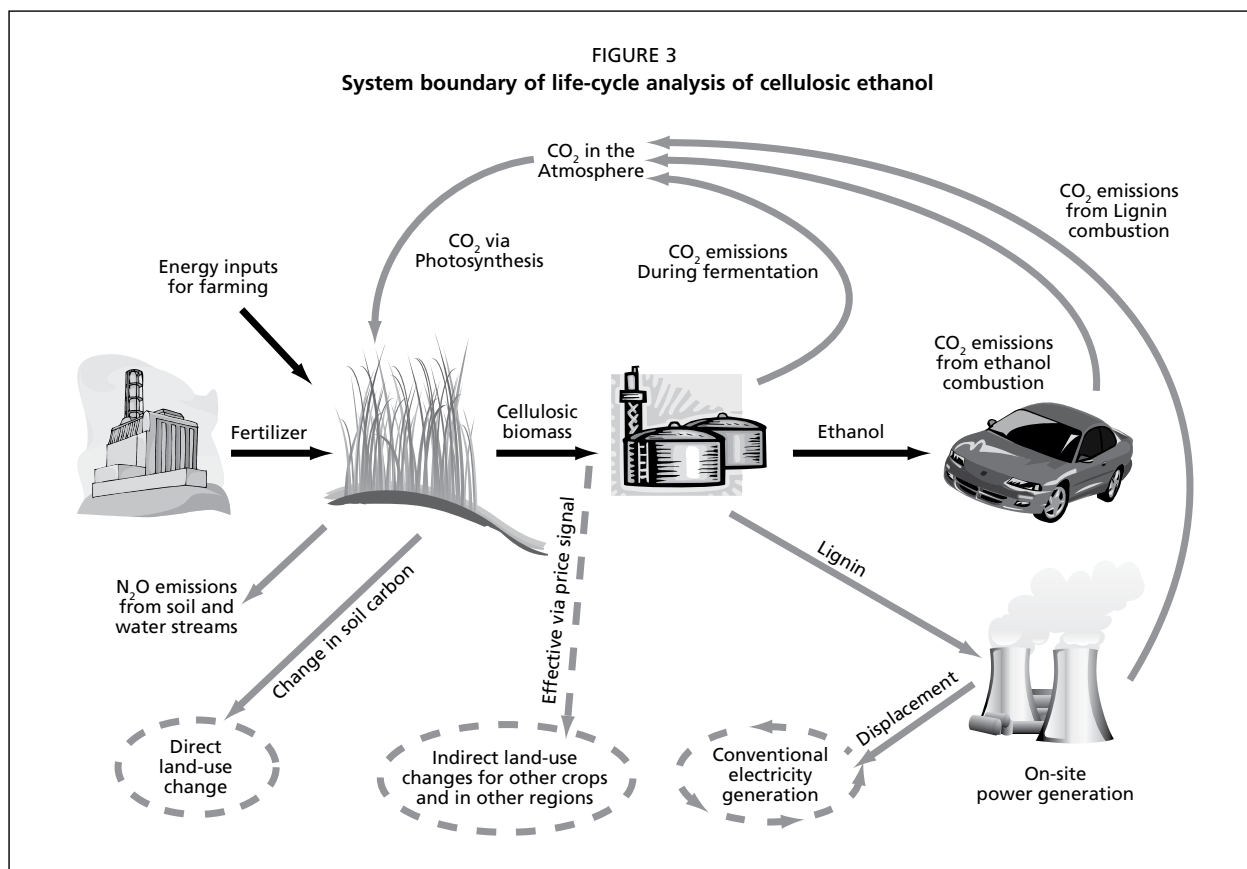 FIGURE 3
System boundary of life-cycle analysis of cellulosic ethanol
CO₂ in the
Atmosphere
CO₂ emissions
from Lignin
combustion
CO₂ via
Photosynthesis
CO₂ emissions
During fermentation
Energy inputs
for farming
CO₂ emissions
from ethanol
combustion
Fertilizer
Cellulosic
biomass
Ethanol
Lignin
N₂O emissions
from soil and
water streams
Change in soil carbon
Effective via price signal
Displacement
Direct
land-use
change
Indirect land-use
changes for other crops
and in other regions
Conventional
electricity
generation
On-site
power generation